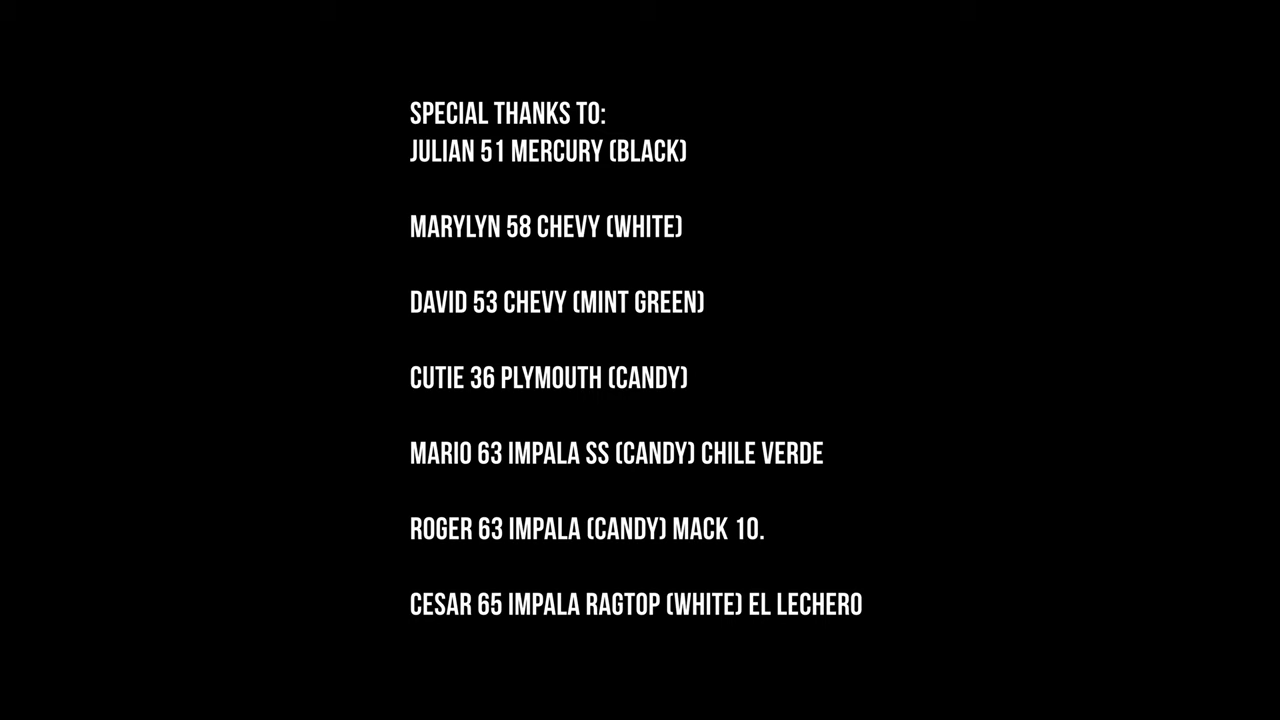 SPECIAL THANKS TO:
JULIAN 51 MERCURY (BLACK)
MARYLYN 58 CHEVY (WHITE)
DAVID 53 CHEVY (MINT GREEN)
CUTIE 36 PLYMOUTH (CANDY)
MARIO 63 IMPALA SS (CANDY) CHILE VERDE
ROGER 63 IMPALA (CANDY) MACK 10.
CESAR 65 IMPALA RAGTOP (WHITE) EL LECHERO